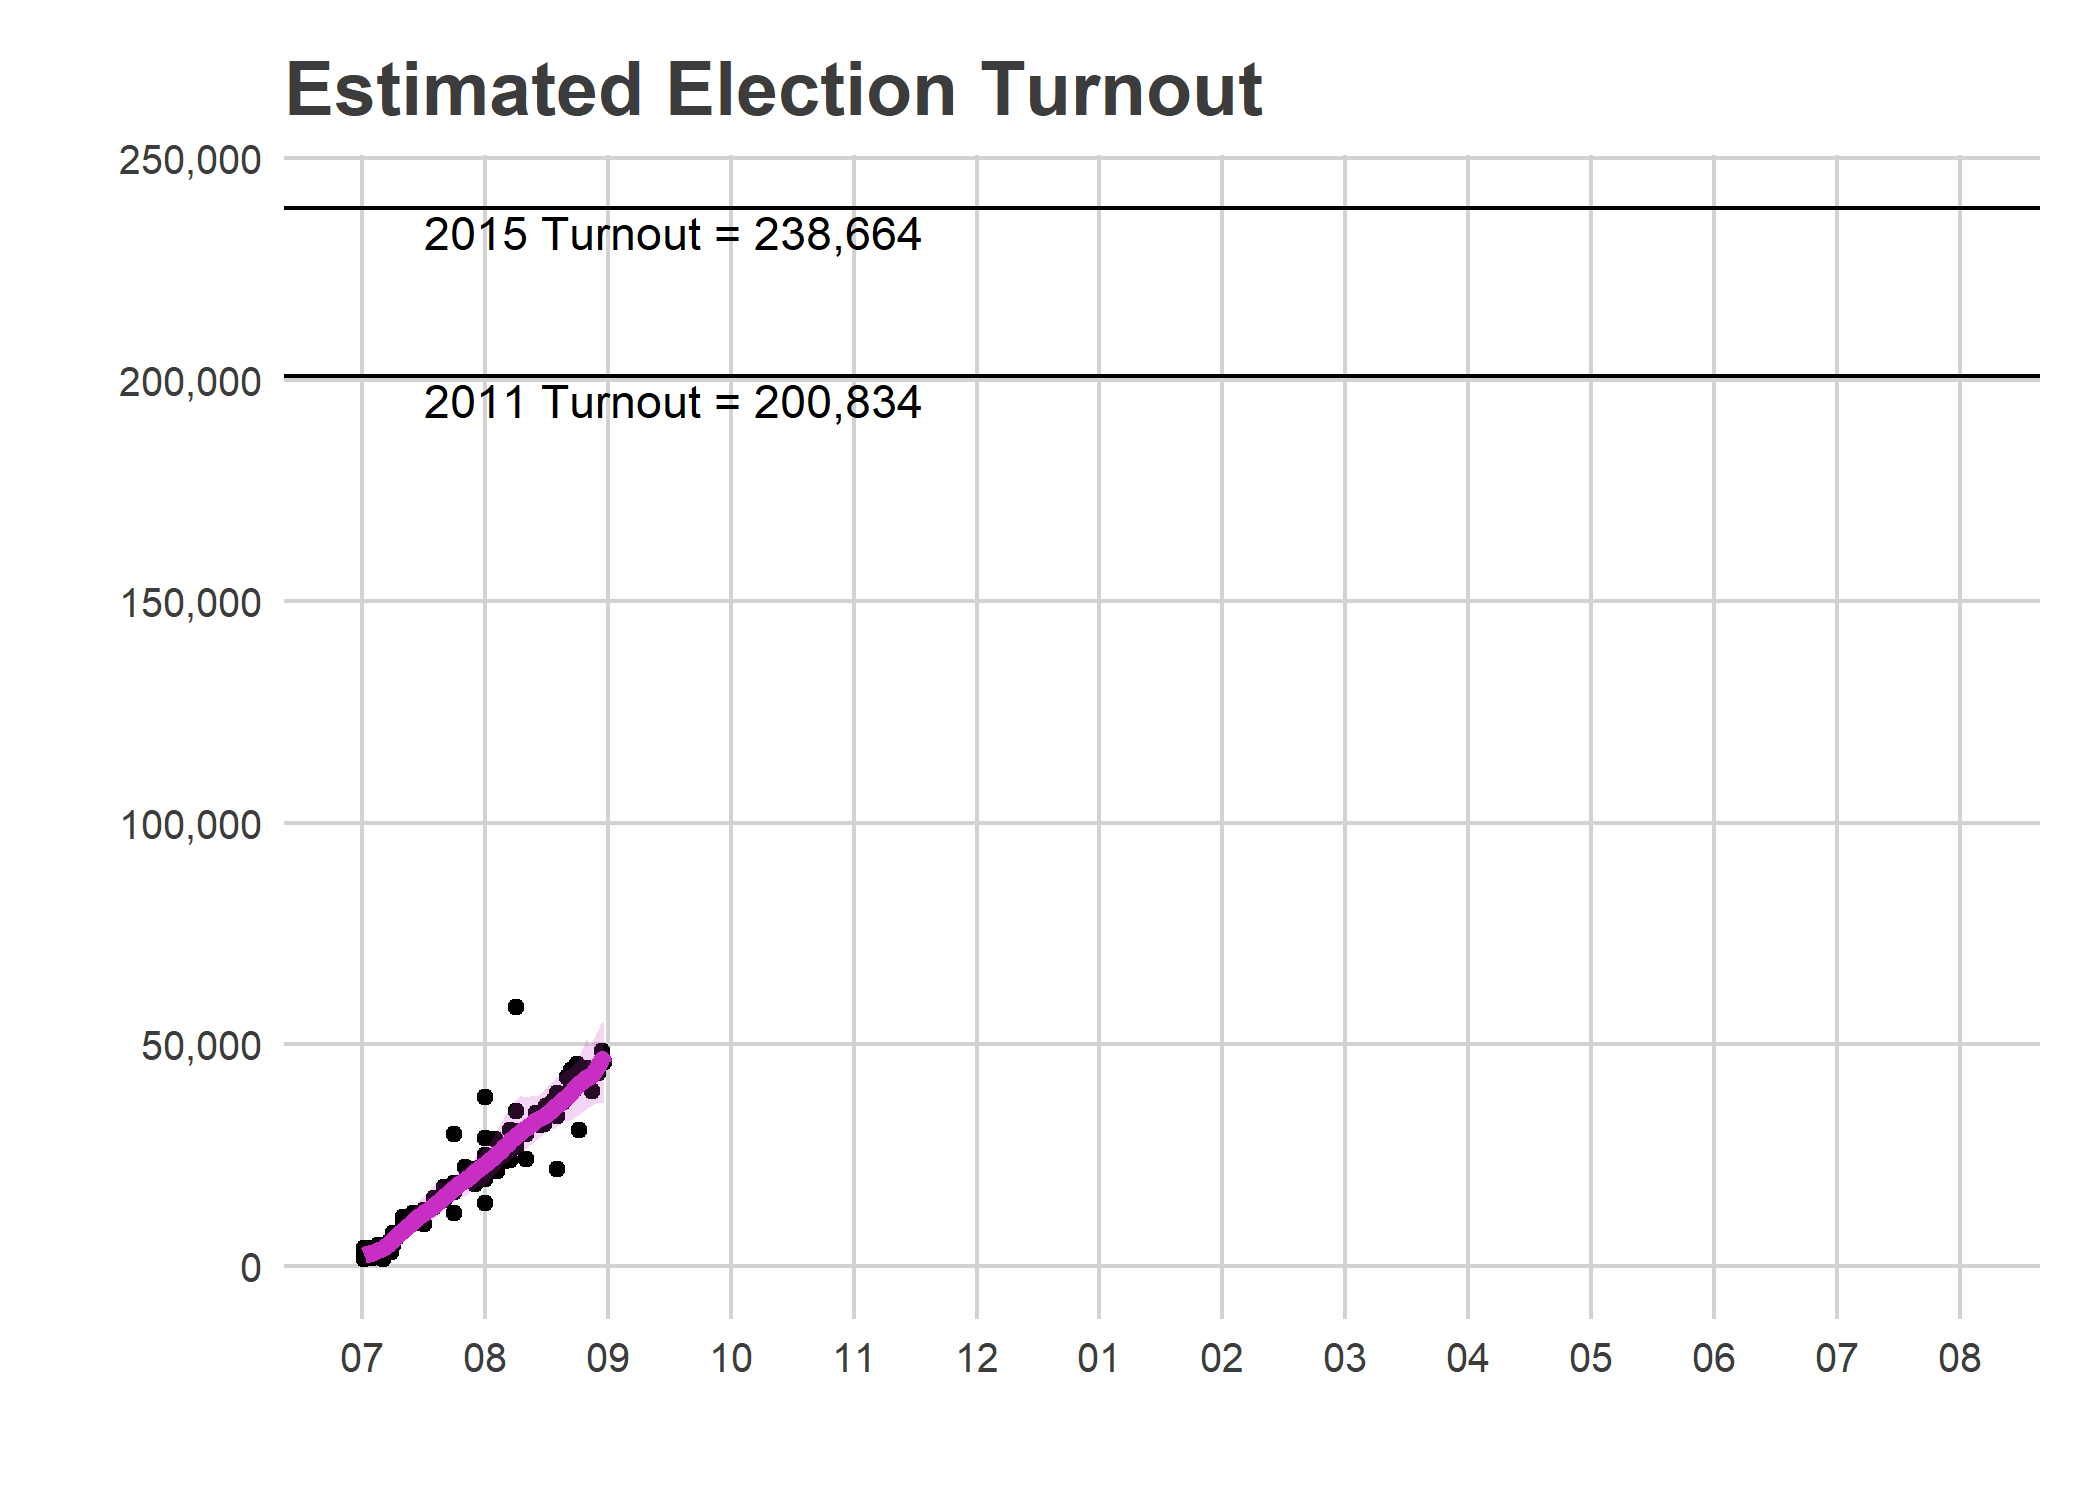 Estimated Election Turnout
250,000
2015 Turnout = 238,664
200,000
2011 Turnout = 200,834
150,000
100,000
50,000
0
07 08 09 10 11 12 01 02 03 04 05 06 07 08